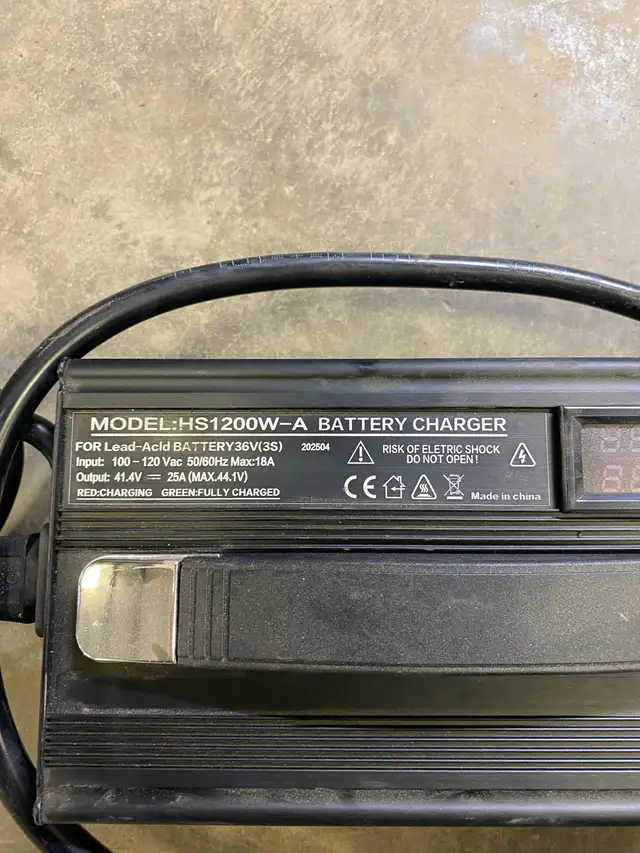 MODEL:HS1200W-A BATTERY CHARGER
FOR Lead-Acid BATTERY36V(3S) 202504
Input: 100-120 Vac 50/60Hz Max:18A
Output: 41.4V ⎓ 25A (MAX.44.1V)
RED:CHARGING GREEN:FULLY CHARGED
RISK OF ELETRIC SHOCK
DO NOT OPEN!
CE
Made in china